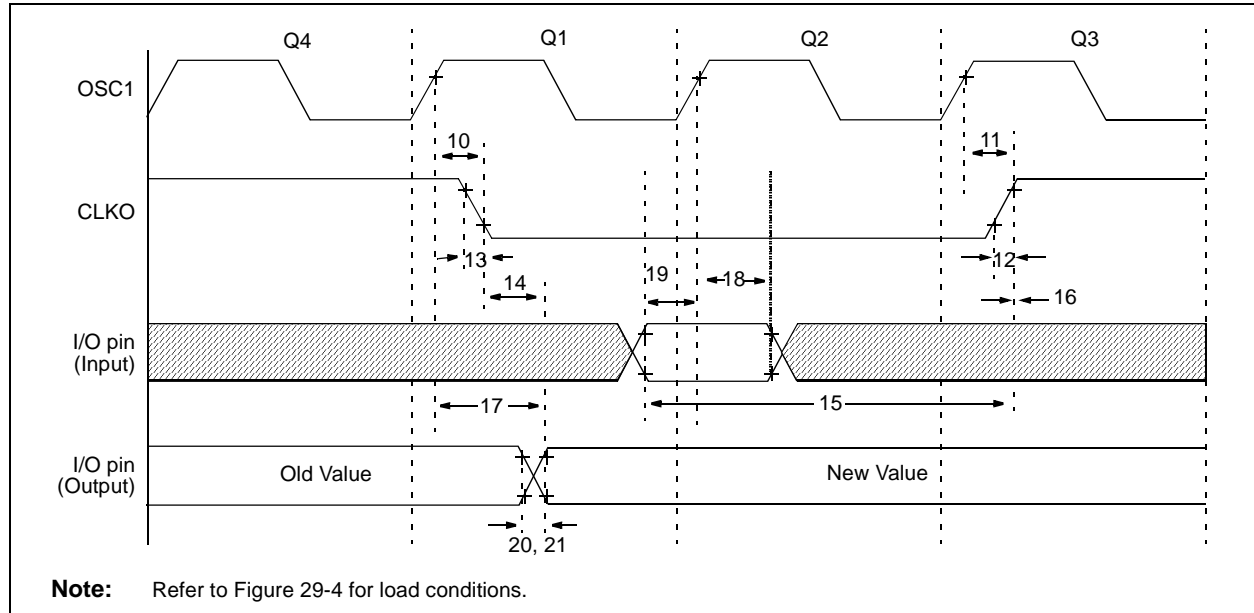 Q4 Q1 Q2 Q3
OSC1
10 11
CLKO
13 14 19 18 12 16
I/O pin
(Input)
17 15
I/O pin
(Output)
Old Value New Value
20, 21
Note: Refer to Figure 29-4 for load conditions.